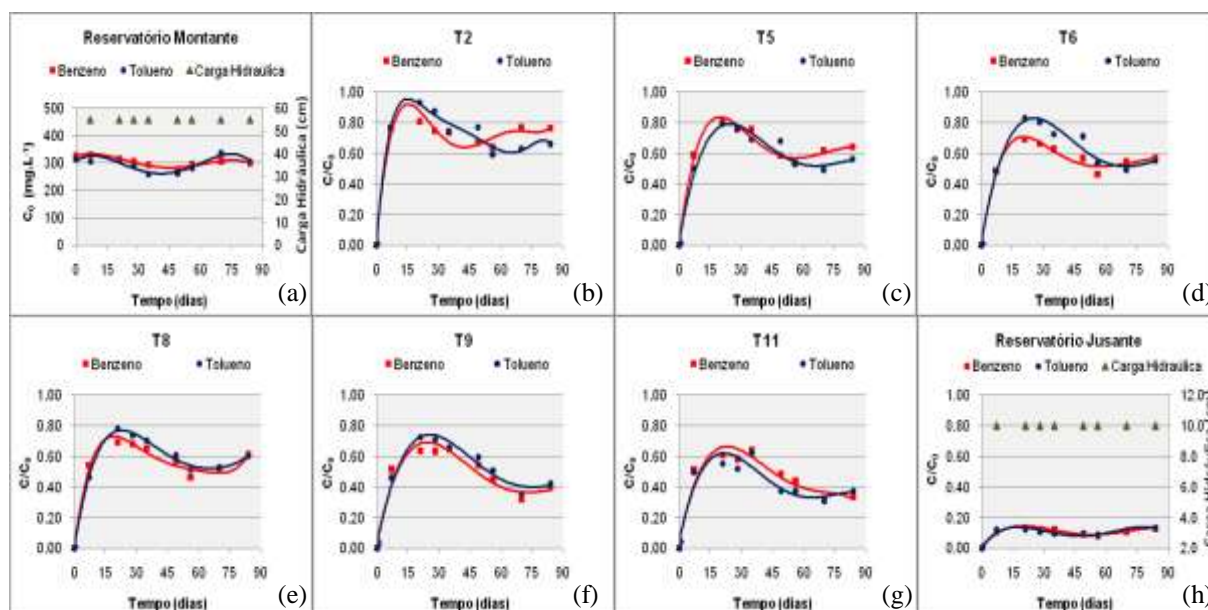 Reservatório Montante
Benzeno Tolueno Carga Hidráulica
500 400 300 200 100 0
C₀ (mg.L⁻¹)
60 50 40 30 20 10 0
Carga Hidráulica (cm)
0 15 30 45 60 75 90
Tempo (dias)
(a)
T2
Benzeno Tolueno
1.00 0.80 0.60 0.40 0.20 0.00
C/C₀
0 15 30 45 60 75 90
Tempo (dias)
(b)
T5
Benzeno Tolueno
1.00 0.80 0.60 0.40 0.20 0.00
C/C₀
0 15 30 45 60 75 90
Tempo (dias)
(c)
T6
Benzeno Tolueno
1.00 0.80 0.60 0.40 0.20 0.00
C/C₀
0 15 30 45 60 75 90
Tempo (dias)
(d)
T8
Benzeno Tolueno
1.00 0.80 0.60 0.40 0.20 0.00
C/C₀
0 15 30 45 60 75 90
Tempo (dias)
(e)
T9
Benzeno Tolueno
1.00 0.80 0.60 0.40 0.20 0.00
C/C₀
0 15 30 45 60 75 90
Tempo (dias)
(f)
T11
Benzeno Tolueno
1.00 0.80 0.60 0.40 0.20 0.00
C/C₀
0 15 30 45 60 75 90
Tempo (dias)
(g)
Reservatório Jusante
Benzeno Tolueno Carga Hidráulica
1.00 0.80 0.60 0.40 0.20 0.00
C/C₀
12.0 10.0 8.0 6.0 4.0 2.0
0 15 30 45 60 75 90
Tempo (dias)
(h)